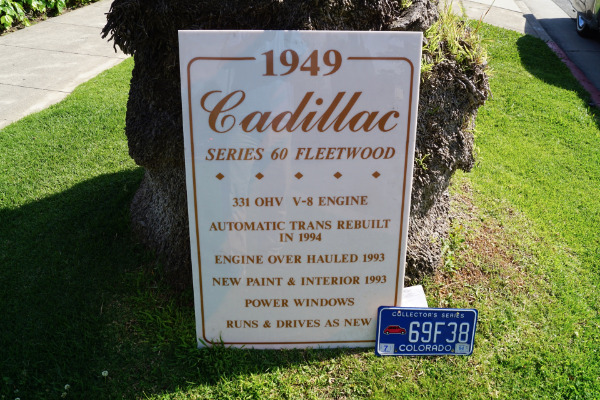 1949
Cadillac
SERIES 60 FLEETWOOD
331 OHV V-8 ENGINE
AUTOMATIC TRANS REBUILT
IN 1994
ENGINE OVER HAULED 1993
NEW PAINT & INTERIOR 1993
POWER WINDOWS
RUNS & DRIVES AS NEW
COLLECTOR'S SERIES
69F38
COLORADO